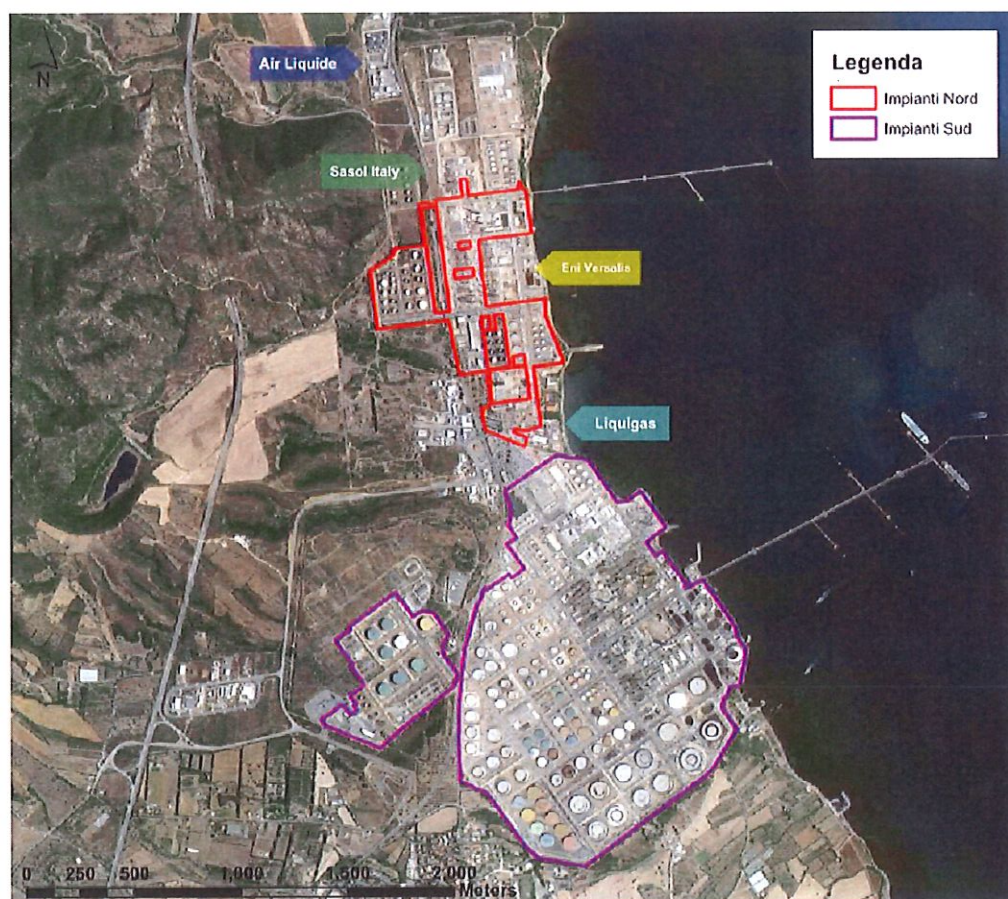 N
Air Liquide
Legenda
Impianti Nord
Impianti Sud
Sasol Italy
Eni Versalis
Liquigas
0 250 500 1,000 1,500 2,000
Meters